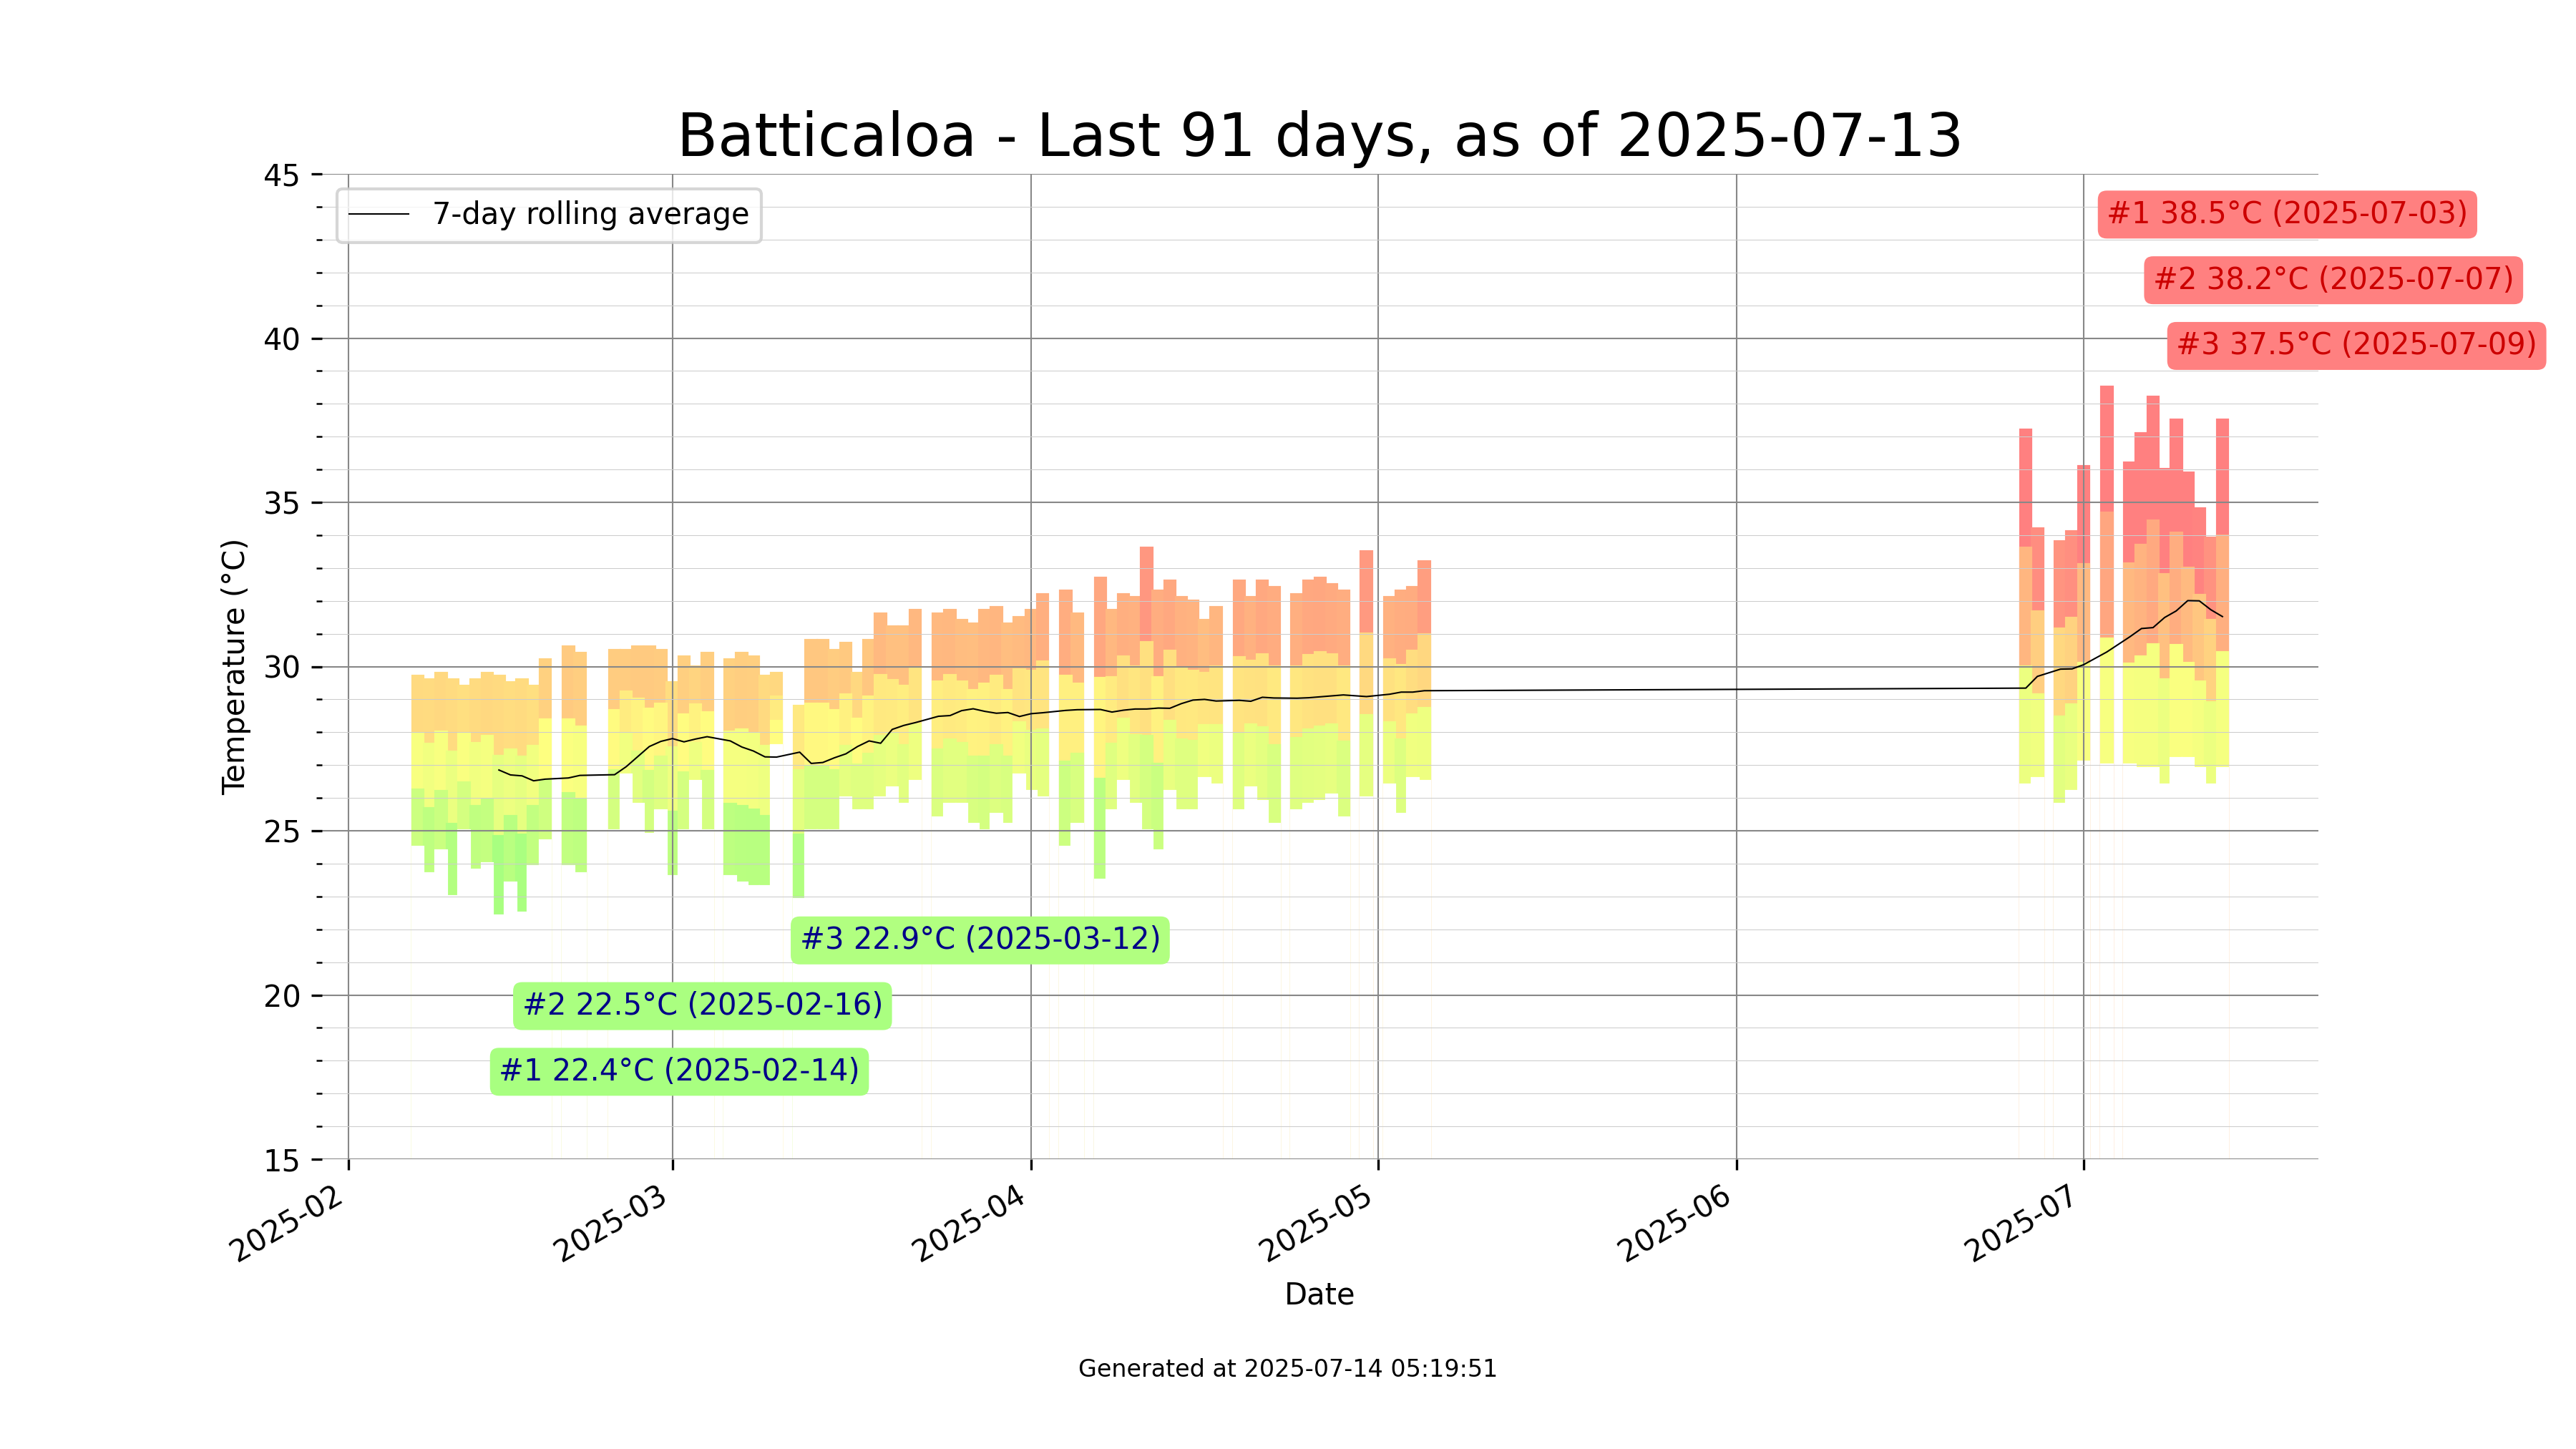 Batticaloa - Last 91 days, as of 2025-07-13
45
7-day rolling average
#1 38.5°C (2025-07-03)
#2 38.2°C (2025-07-07)
40
#3 37.5°C (2025-07-09)
35
Temperature (°C)
30
25
#3 22.9°C (2025-03-12)
20
#2 22.5°C (2025-02-16)
#1 22.4°C (2025-02-14)
15
2025-02
2025-03
2025-04
2025-05
2025-06
2025-07
Date
Generated at 2025-07-14 05:19:51